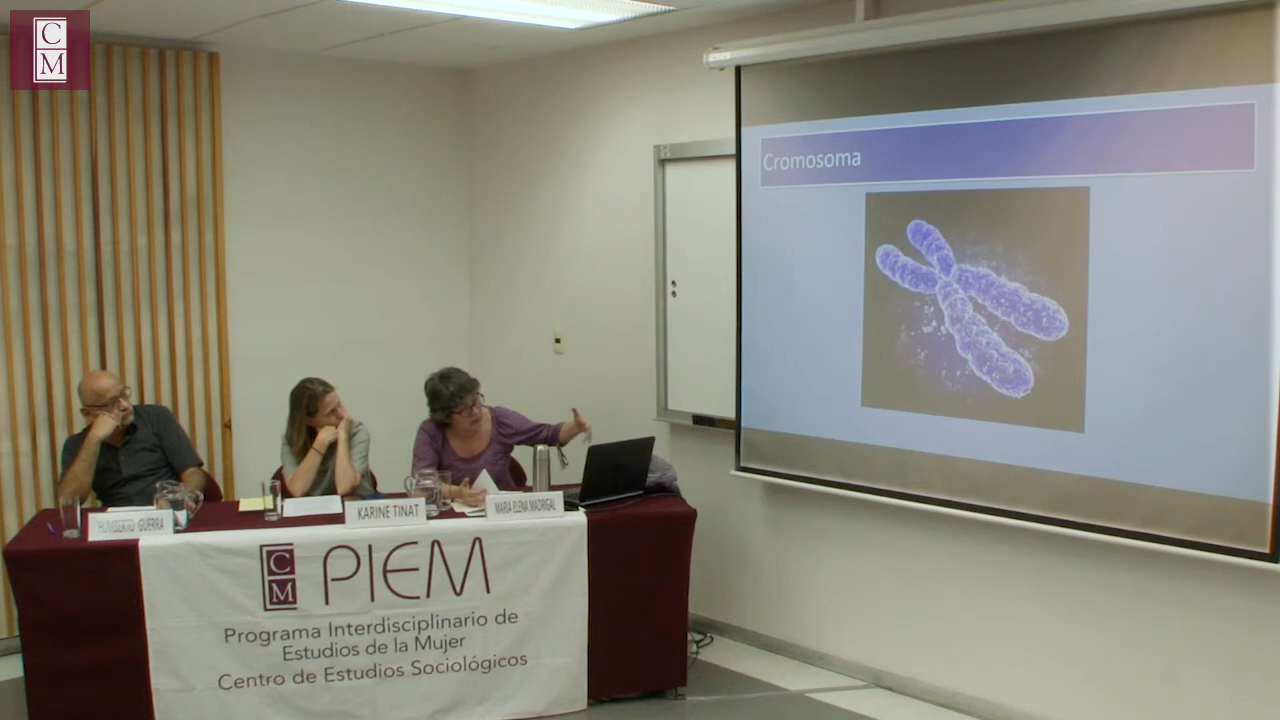 C
M
Cromosoma
HUMBERTO GUERRA
KARINE TINAT
MARIA ELENA MADRIGAL
C
M
PIEM
Programa Interdisciplinario de
Estudios de la Mujer
Centro de Estudios Sociológicos